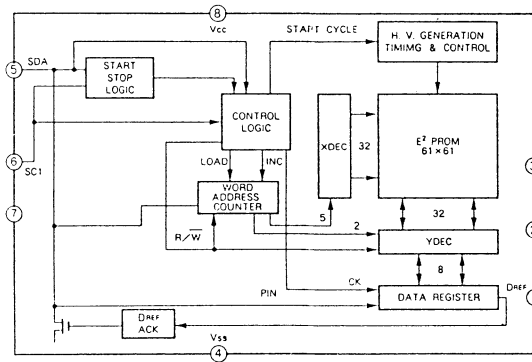 8
Vcc
START CYCLE
H. V. GENERATION
TIMIMG & CONTROL
5
SDA
START
STOP
LOGIC
CONTROL
LOGIC
XDEC
32
E² PROM
61 × 61
6
SC1
LOAD
INC
WORD
ADDRESS
COUNTER
7
5
32
R/W̅
2
YDEC
8
CK
PIN
DATA REGISTER
DREF
DREF
ACK
Vss
4